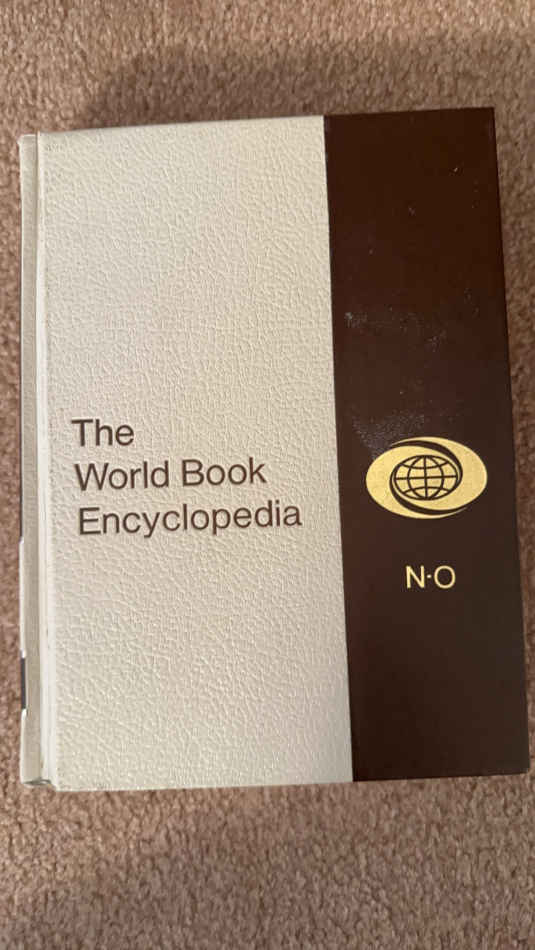 The
World Book
Encyclopedia
N·O